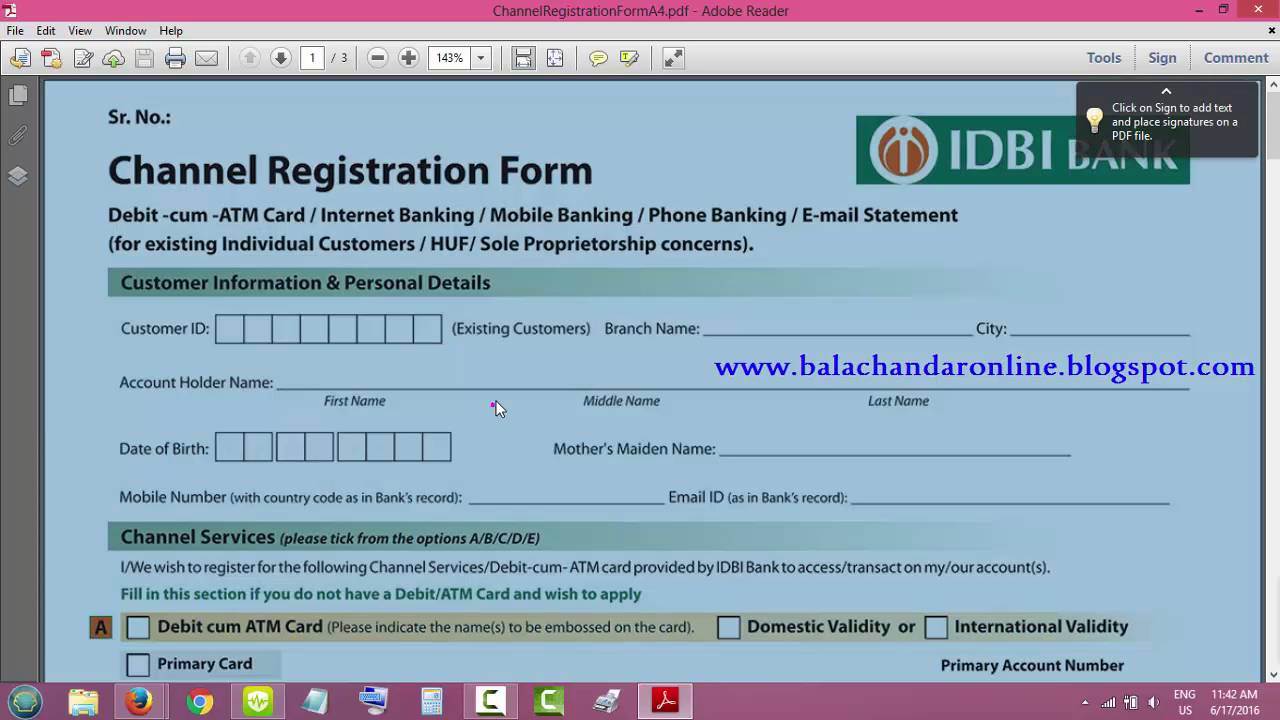 ChannelRegistrationFormA4.pdf - Adobe Reader
File Edit View Window Help
1 / 3 143% Tools Sign Comment
Click on Sign to add text
and place signatures on a
PDF file.
Sr. No.:
IDBI BANK
Channel Registration Form
Debit -cum -ATM Card / Internet Banking / Mobile Banking / Phone Banking / E-mail Statement
(for existing Individual Customers / HUF/ Sole Proprietorship concerns).
Customer Information & Personal Details
Customer ID: (Existing Customers) Branch Name: City:
www.balachandaronline.blogspot.com
Account Holder Name:
First Name Middle Name Last Name
Date of Birth: Mother's Maiden Name:
Mobile Number (with country code as in Bank's record): Email ID (as in Bank's record):
Channel Services (please tick from the options A/B/C/D/E)
I/We wish to register for the following Channel Services/Debit-cum- ATM card provided by IDBI Bank to access/transact on my/our account(s).
Fill in this section if you do not have a Debit/ATM Card and wish to apply
A Debit cum ATM Card (Please indicate the name(s) to be embossed on the card). Domestic Validity or International Validity
Primary Card Primary Account Number
ENG 11:42 AM
US 6/17/2016